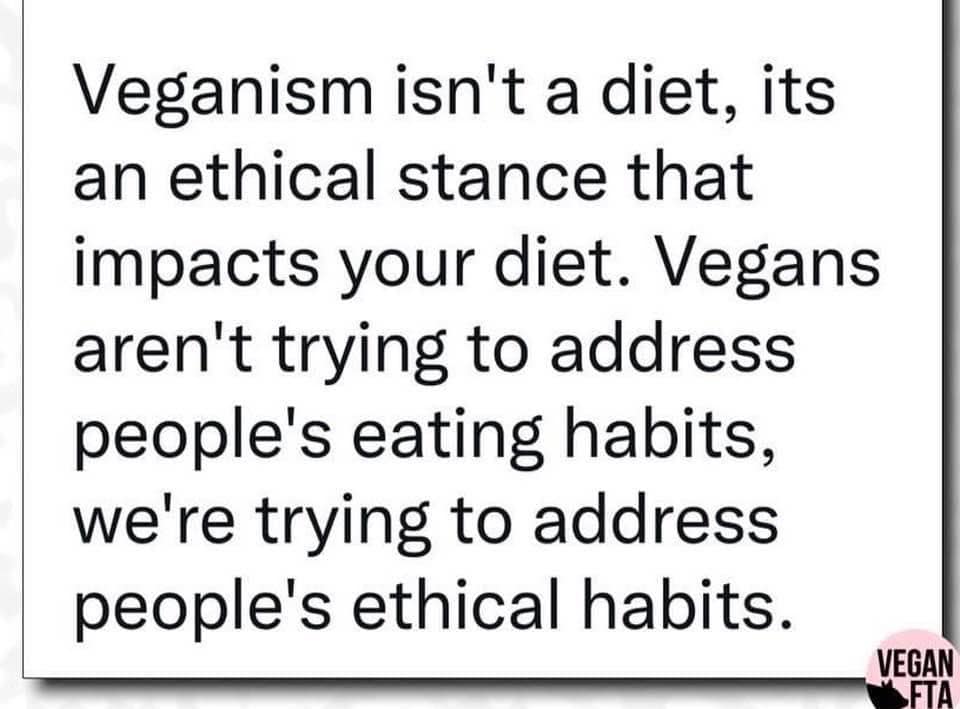 Veganism isn't a diet, its
an ethical stance that
impacts your diet. Vegans
aren't trying to address
people's eating habits,
we're trying to address
people's ethical habits.
VEGAN
FTA